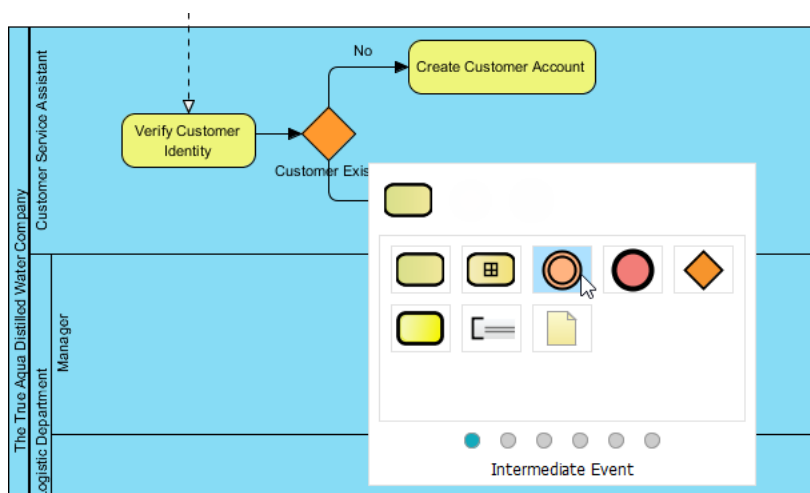 No
Create Customer Account
Verify Customer
Identity
Customer Exis
Customer Service Assistant
The True Aqua Distilled Water Company
Manager
ogistic Department
Intermediate Event